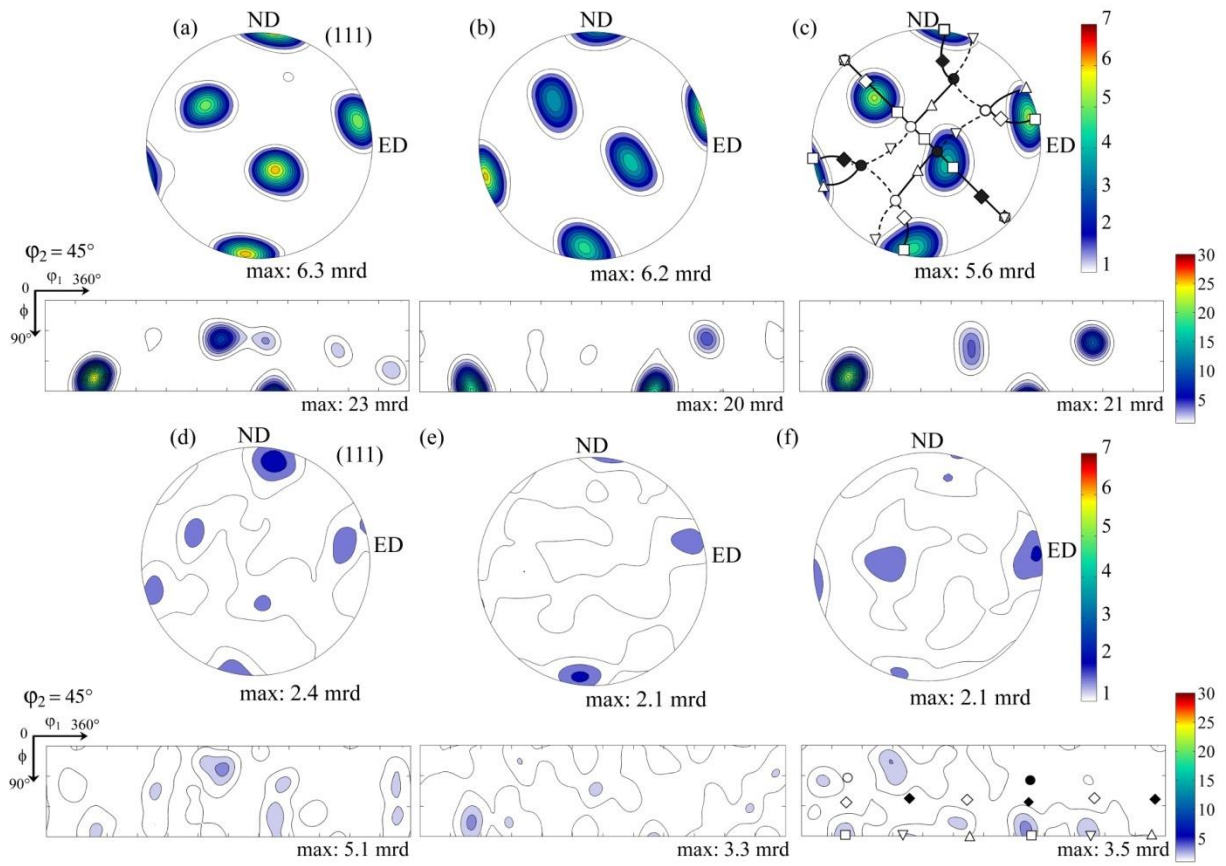 (a) ND (111)
(b)
(c) ND
ED
ED
7
6
5
4
3
2
1
max: 6.3 mrd
max: 6.2 mrd
max: 5.6 mrd
φ₂ = 45°
0 φ₁ 360°
ϕ
90°
30
25
20
15
10
5
max: 23 mrd
max: 20 mrd
max: 21 mrd
(d) ND (111)
(e) ND
(f) ND
ED
ED
ED
7
6
5
4
3
2
1
max: 2.4 mrd
max: 2.1 mrd
max: 2.1 mrd
φ₂ = 45°
0 φ₁ 360°
ϕ
90°
30
25
20
15
10
5
max: 5.1 mrd
max: 3.3 mrd
max: 3.5 mrd